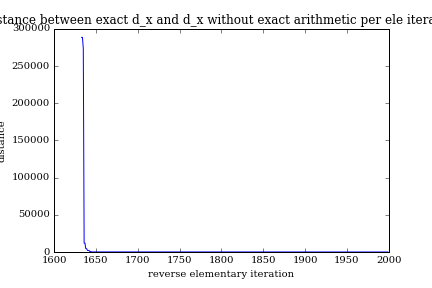 stance between exact d_x and d_x without exact arithmetic per ele itera
300000
250000
200000
150000
100000
50000
0
distance
1600 1650 1700 1750 1800 1850 1900 1950 2000
reverse elementary iteration